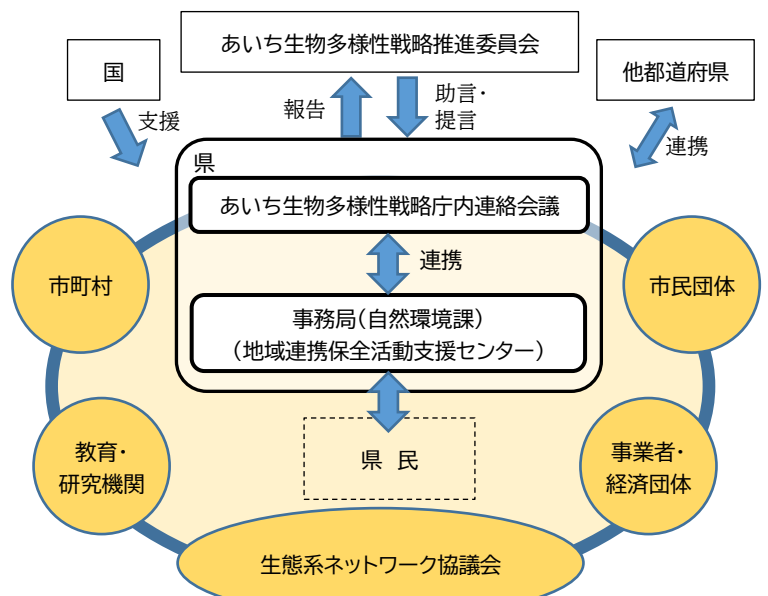 あいち生物多様性戦略推進委員会
国
他都道府県
支援
報告
助言・
提言
連携
県
あいち生物多様性戦略庁内連絡会議
連携
市町村
市民団体
事務局(自然環境課)
(地域連携保全活動支援センター)
教育・
研究機関
県 民
事業者・
経済団体
生態系ネットワーク協議会